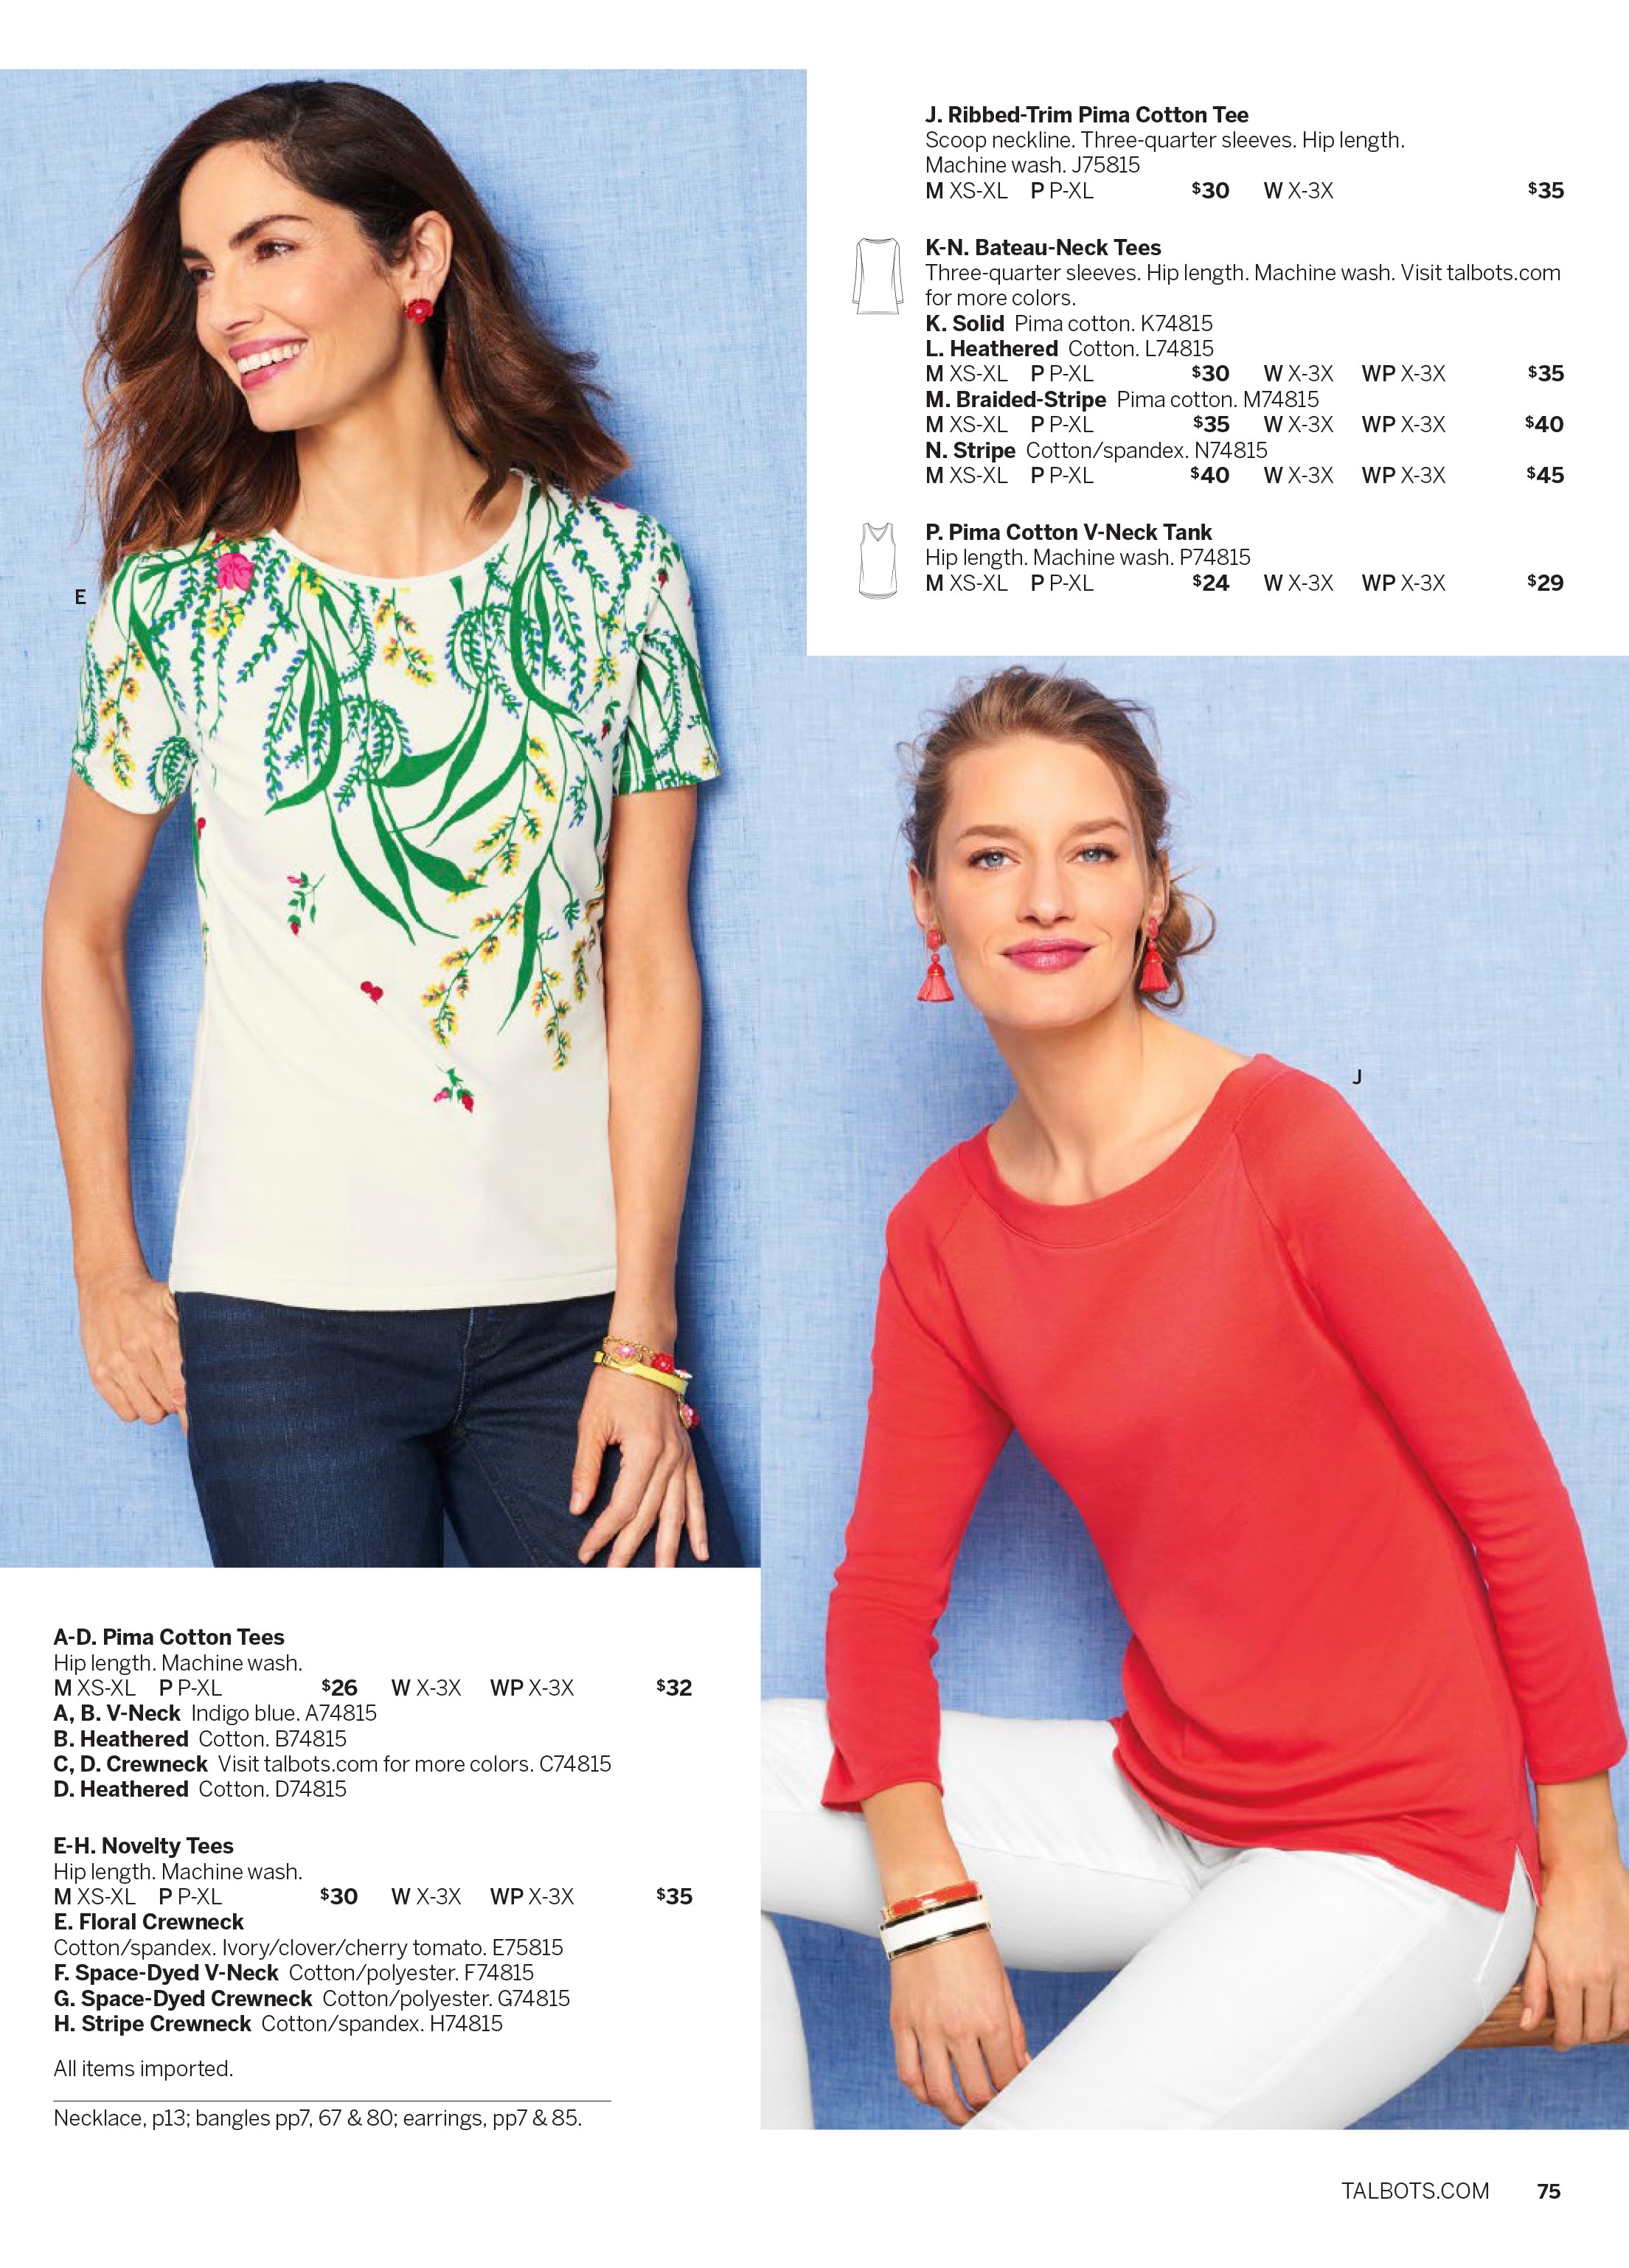 J. Ribbed-Trim Pima Cotton Tee
Scoop neckline. Three-quarter sleeves. Hip length.
Machine wash. J75815
M XS-XL P P-XL $30 W X-3X $35
K-N. Bateau-Neck Tees
Three-quarter sleeves. Hip length. Machine wash. Visit talbots.com
for more colors.
K. Solid Pima cotton. K74815
L. Heathered Cotton. L74815
M XS-XL P P-XL $30 W X-3X WP X-3X $35
M. Braided-Stripe Pima cotton. M74815
M XS-XL P P-XL $35 W X-3X WP X-3X $40
N. Stripe Cotton/spandex. N74815
M XS-XL P P-XL $40 W X-3X WP X-3X $45
P. Pima Cotton V-Neck Tank
Hip length. Machine wash. P74815
M XS-XL P P-XL $24 W X-3X WP X-3X $29
E
J
A-D. Pima Cotton Tees
Hip length. Machine wash.
M XS-XL P P-XL $26 W X-3X WP X-3X $32
A, B. V-Neck Indigo blue. A74815
B. Heathered Cotton. B74815
C, D. Crewneck Visit talbots.com for more colors. C74815
D. Heathered Cotton. D74815
E-H. Novelty Tees
Hip length. Machine wash.
M XS-XL P P-XL $30 W X-3X WP X-3X $35
E. Floral Crewneck
Cotton/spandex. Ivory/clover/cherry tomato. E75815
F. Space-Dyed V-Neck Cotton/polyester. F74815
G. Space-Dyed Crewneck Cotton/polyester. G74815
H. Stripe Crewneck Cotton/spandex. H74815
All items imported.
Necklace, p13; bangles pp7, 67 & 80; earrings, pp7 & 85.
TALBOTS.COM 75